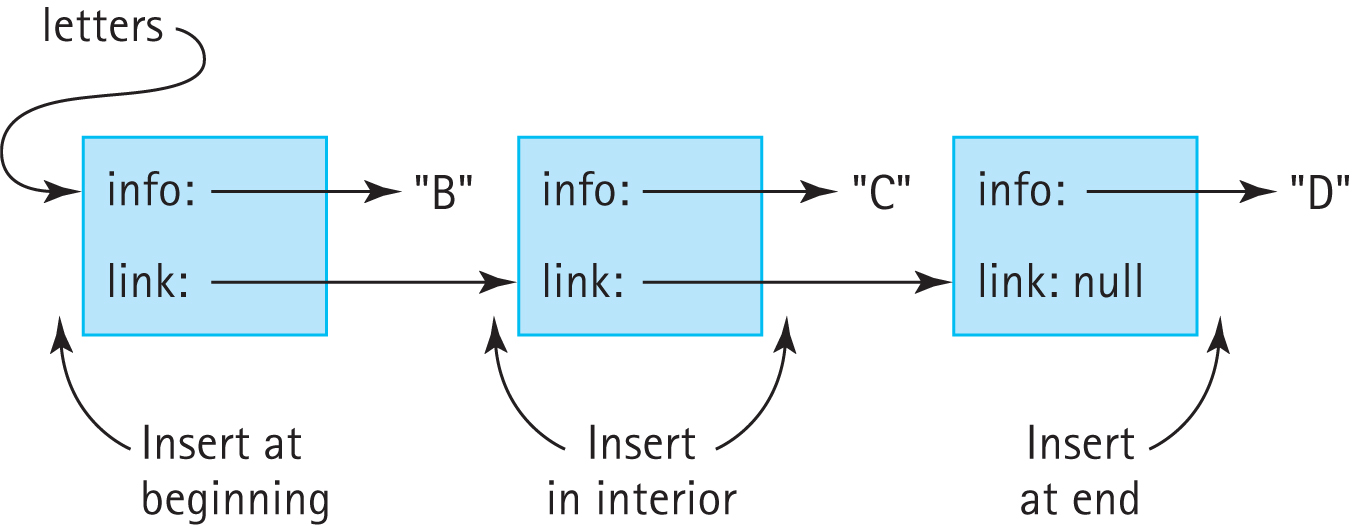 letters
info: "B" info: "C" info: "D"
link: link: link: null
Insert at Insert Insert
beginning in interior at end